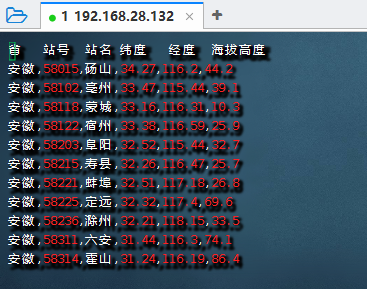 1 192.168.28.132
省 站号 站名 纬度 经度 海拔高度
安徽,58015,砀山,34.27,116.2,44.2
安徽,58102,亳州,33.47,115.44,39.1
安徽,58118,蒙城,33.16,116.31,10.3
安徽,58122,宿州,33.38,116.59,25.9
安徽,58203,阜阳,32.52,115.44,32.7
安徽,58215,寿县,32.26,116.47,25.7
安徽,58221,蚌埠,32.51,117.18,26.8
安徽,58225,定远,32.32,117.4,69.6
安徽,58236,滁州,32.21,118.15,33.5
安徽,58311,六安,31.44,116.3,74.1
安徽,58314,霍山,31.24,116.19,86.4